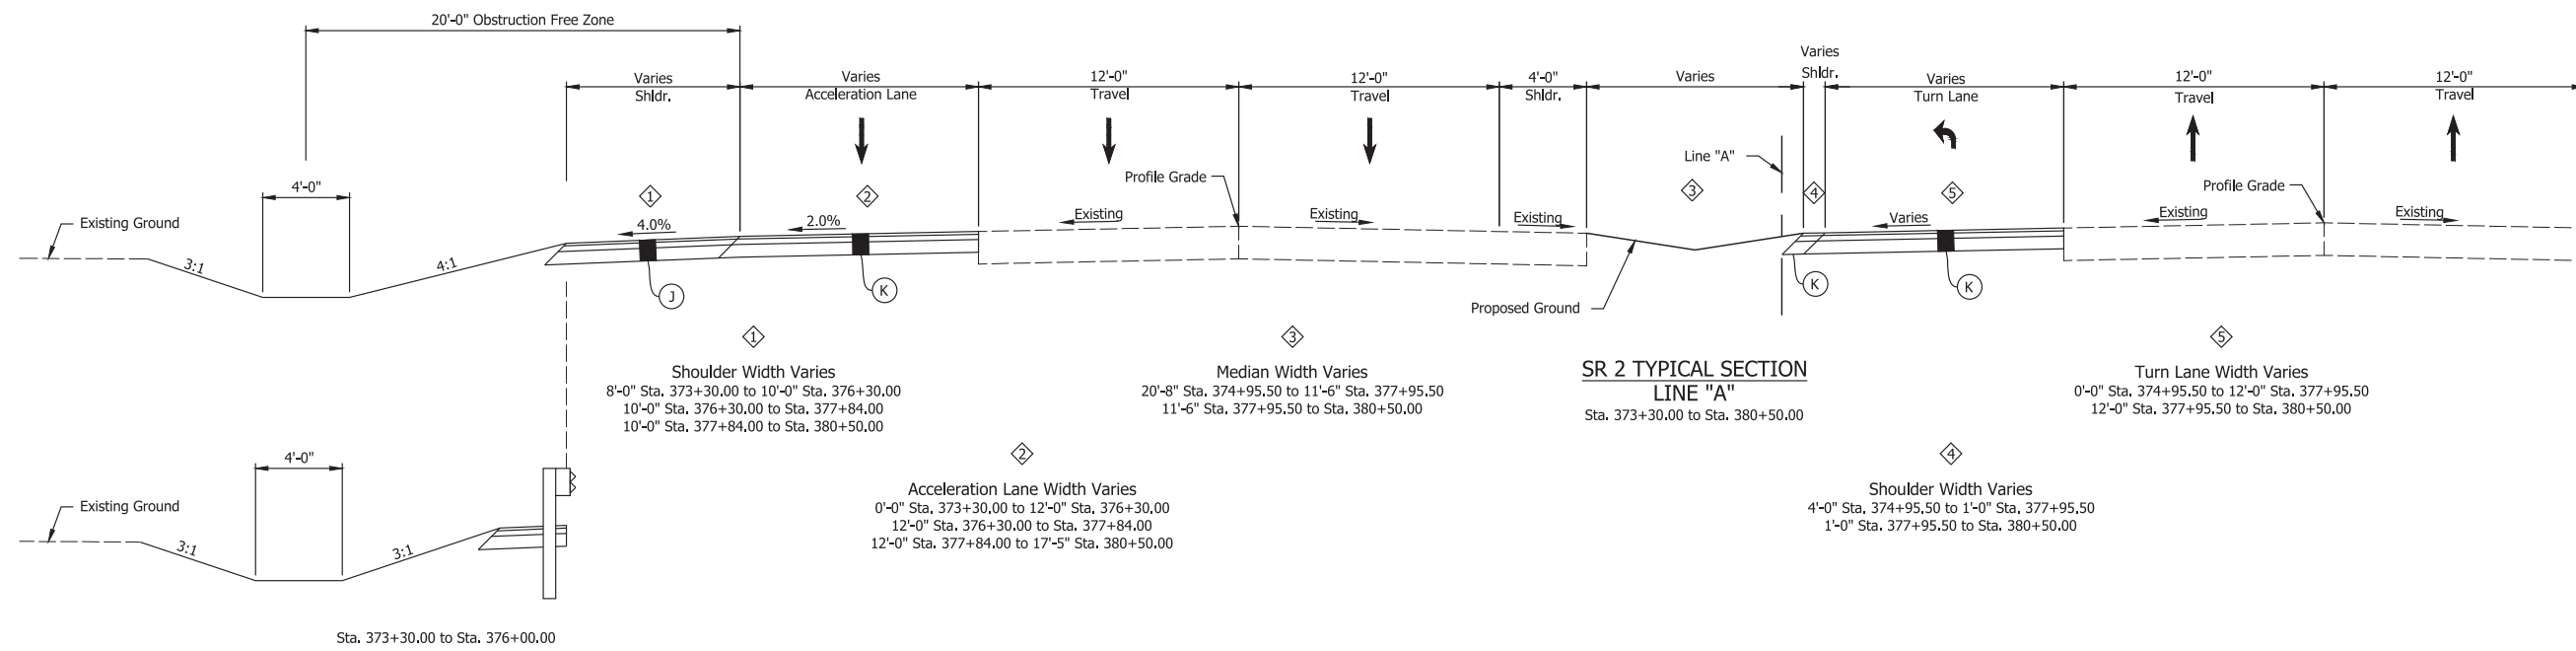 20'-0" Obstruction Free Zone
Varies
Shldr.
Varies
Acceleration Lane
12'-0"
Travel
12'-0"
Travel
4'-0"
Shldr.
Varies
Varies
Shldr.
Varies
Turn Lane
12'-0"
Travel
12'-0"
Travel
4'-0"
Existing Ground
3:1
4:1
1
4.0%
2
2.0%
Existing
Profile Grade
Existing
Existing
3
Line "A"
4
5
Varies
Existing
Profile Grade
Existing
J
K
Proposed Ground
K
K
1
Shoulder Width Varies
8'-0" Sta. 373+30.00 to 10'-0" Sta. 376+30.00
10'-0" Sta. 376+30.00 to Sta. 377+84.00
10'-0" Sta. 377+84.00 to Sta. 380+50.00
3
Median Width Varies
20'-8" Sta. 374+95.50 to 11'-6" Sta. 377+95.50
11'-6" Sta. 377+95.50 to Sta. 380+50.00
SR 2 TYPICAL SECTION
LINE "A"
Sta. 373+30.00 to Sta. 380+50.00
5
Turn Lane Width Varies
0'-0" Sta. 374+95.50 to 12'-0" Sta. 377+95.50
12'-0" Sta. 377+95.50 to Sta. 380+50.00
2
Acceleration Lane Width Varies
0'-0" Sta. 373+30.00 to 12'-0" Sta. 376+30.00
12'-0" Sta. 376+30.00 to Sta. 377+84.00
12'-0" Sta. 377+84.00 to 17'-5" Sta. 380+50.00
4
Shoulder Width Varies
4'-0" Sta. 374+95.50 to 1'-0" Sta. 377+95.50
1'-0" Sta. 377+95.50 to Sta. 380+50.00
4'-0"
Existing Ground
3:1
3:1
Sta. 373+30.00 to Sta. 376+00.00